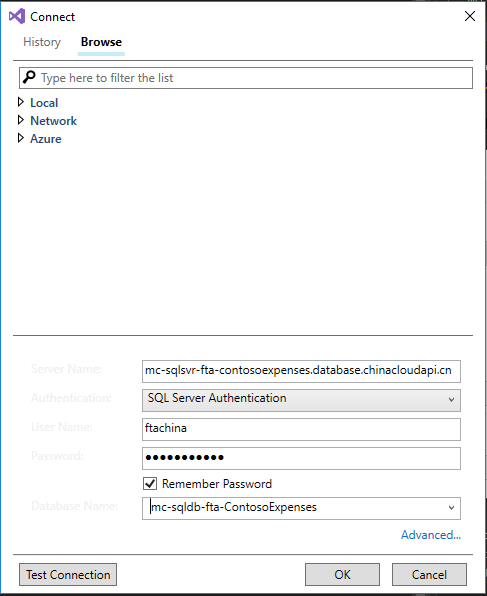 Connect
History Browse
Type here to filter the list
Local
Network
Azure
Server Name: mc-sqlsvr-fta-contosoexpenses.database.chinacloudapi.cn
Authentication: SQL Server Authentication
User Name: ftachina
Password: ●●●●●●●●●●●
Remember Password
Database Name: mc-sqldb-fta-ContosoExpenses
Advanced...
Test Connection OK Cancel